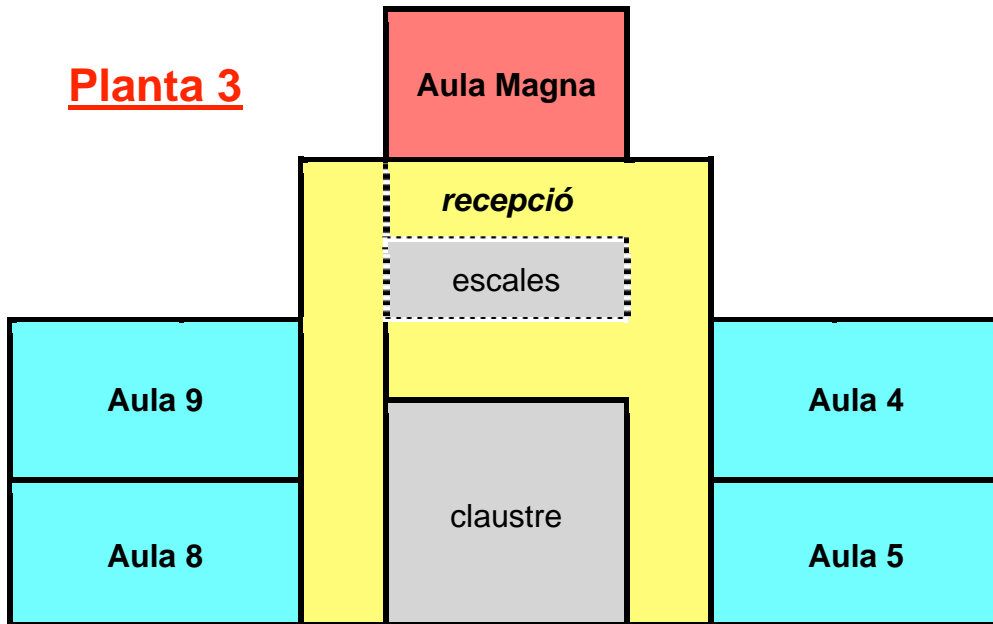 Aula Magna
Planta 3
recepció
escales
Aula 9
Aula 4
claustre
Aula 8
Aula 5